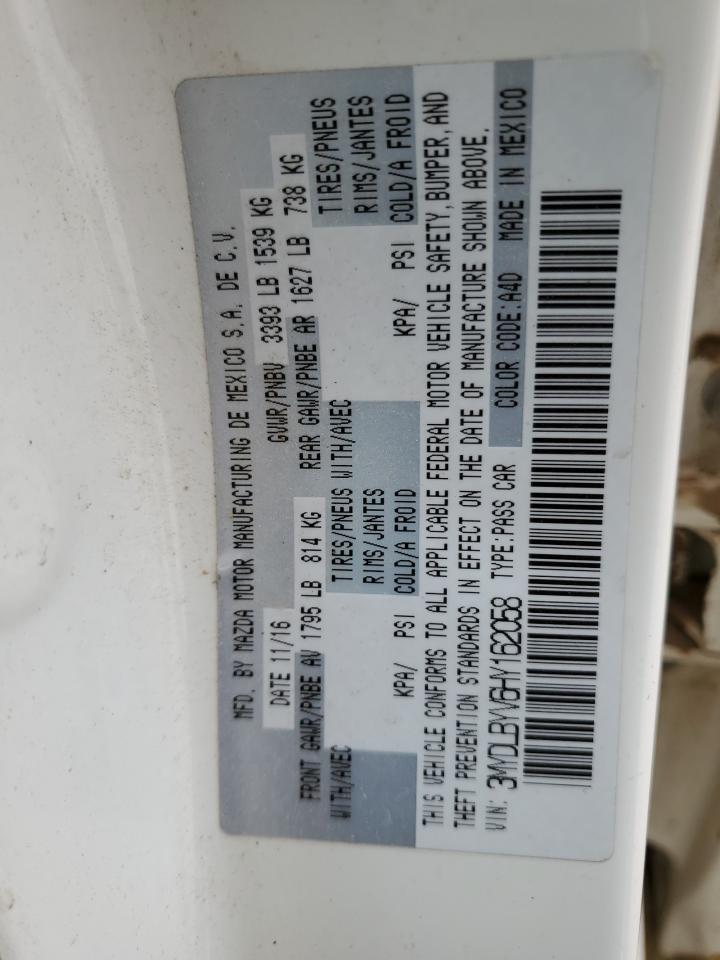 MFD. BY MAZDA MOTOR MANUFACTURING DE MEXICO S.A. DE C.V.
DATE 11/16 GVWR/PNBV 3393 LB 1539 KG
FRONT GAWR/PNBE AV 1795 LB 814 KG REAR GAWR/PNBE AR 1627 LB 738 KG
WITH/AVEC TIRES/PNEUS WITH/AVEC TIRES/PNEUS
RIMS/JANTES RIMS/JANTES
KPA/ PSI COLD/A FROID KPA/ PSI COLD/A FROID
THIS VEHICLE CONFORMS TO ALL APPLICABLE FEDERAL MOTOR VEHICLE SAFETY, BUMPER, AND
THEFT PREVENTION STANDARDS IN EFFECT ON THE DATE OF MANUFACTURE SHOWN ABOVE.
VIN: 3MYDLBYV6HY162058 TYPE:PASS CAR COLOR CODE:A4D MADE IN MEXICO